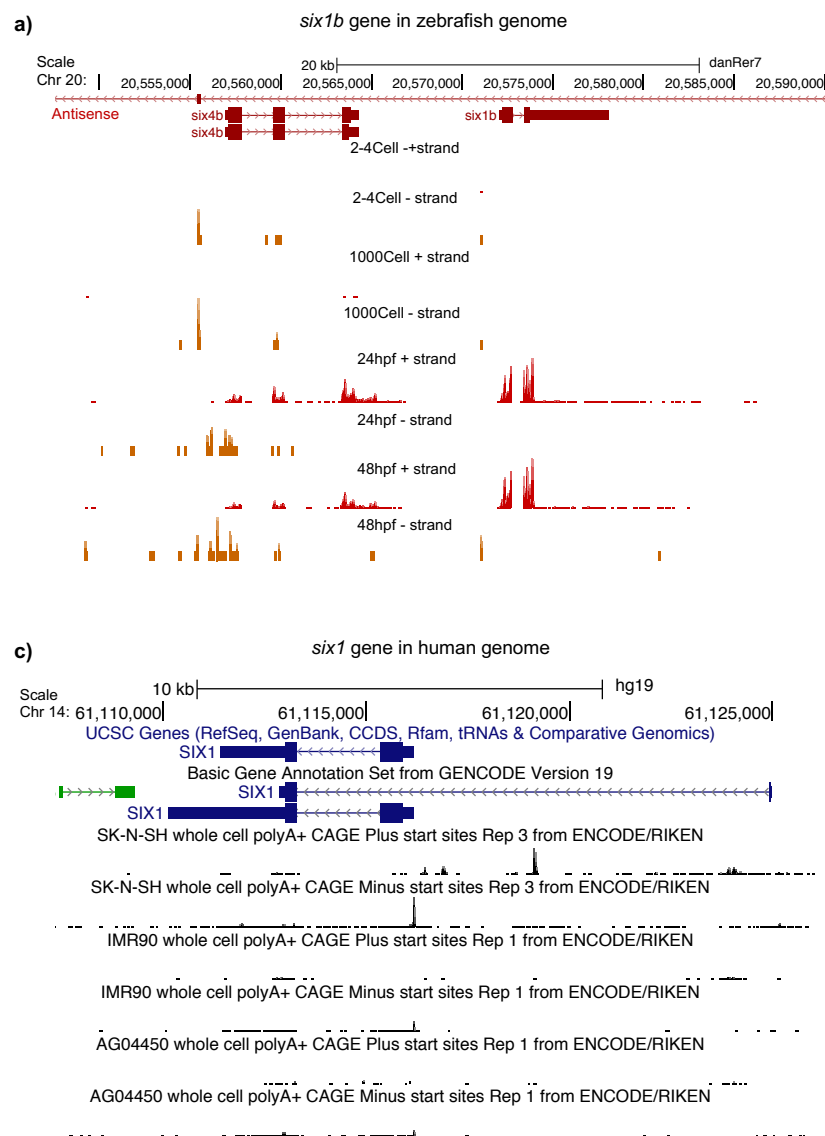 a)
six1b gene in zebrafish genome
Scale
20 kb
danRer7
Chr 20:
20,555,000 20,560,000 20,565,000 20,570,000 20,575,000 20,580,000 20,585,000 20,590,000
Antisense
six4b
six1b
six4b
2-4Cell -+strand
2-4Cell - strand
1000Cell + strand
1000Cell - strand
24hpf + strand
24hpf - strand
48hpf + strand
48hpf - strand
c)
six1 gene in human genome
Scale
10 kb
hg19
Chr 14:
61,110,000 61,115,000 61,120,000 61,125,000
UCSC Genes (RefSeq, GenBank, CCDS, Rfam, tRNAs & Comparative Genomics)
SIX1
Basic Gene Annotation Set from GENCODE Version 19
SIX1
SIX1
SK-N-SH whole cell polyA+ CAGE Plus start sites Rep 3 from ENCODE/RIKEN
SK-N-SH whole cell polyA+ CAGE Minus start sites Rep 3 from ENCODE/RIKEN
IMR90 whole cell polyA+ CAGE Plus start sites Rep 1 from ENCODE/RIKEN
IMR90 whole cell polyA+ CAGE Minus start sites Rep 1 from ENCODE/RIKEN
AG04450 whole cell polyA+ CAGE Plus start sites Rep 1 from ENCODE/RIKEN
AG04450 whole cell polyA+ CAGE Minus start sites Rep 1 from ENCODE/RIKEN